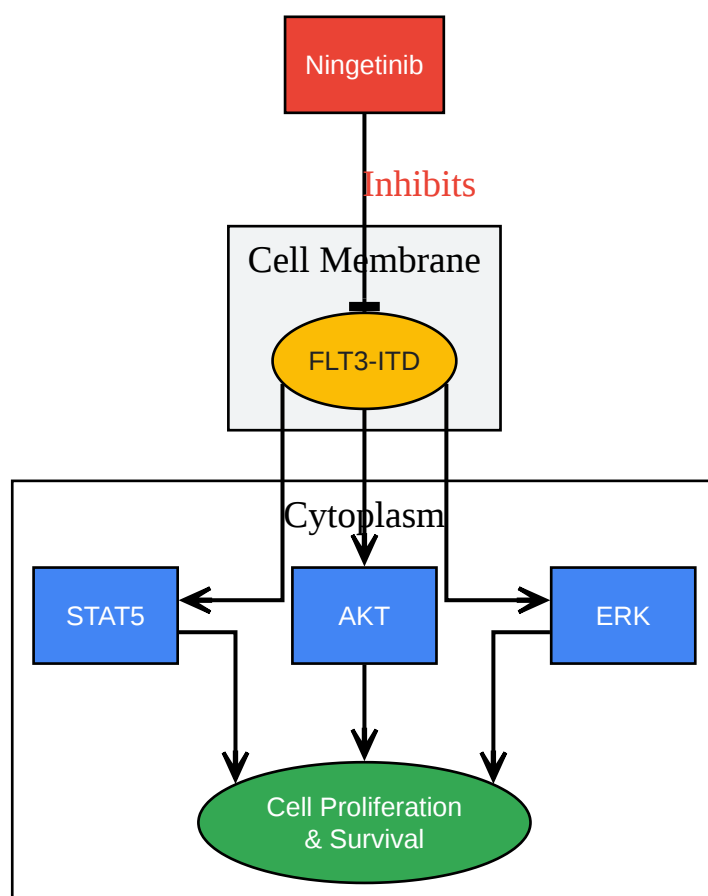 Ningetinib
Inhibits
Cell Membrane
FLT3-ITD
Cytoplasm
STAT5
AKT
ERK
Cell Proliferation
& Survival